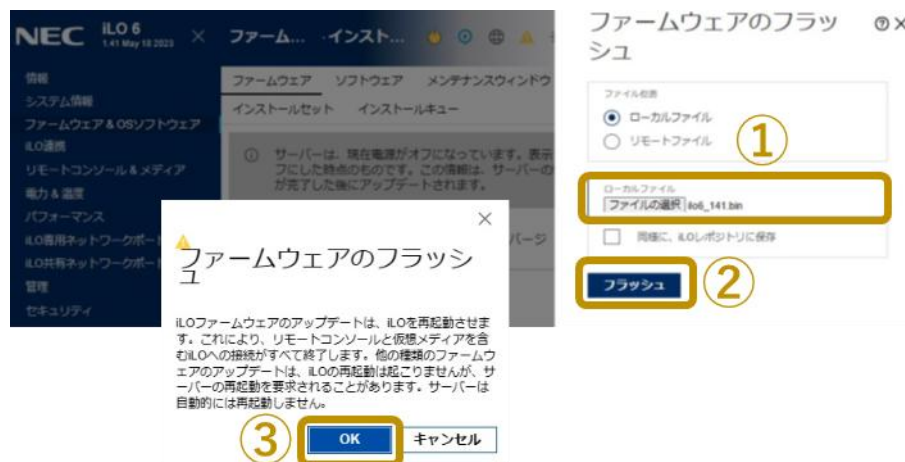 NEC iLO 6
1.41 May 18 2023
ファーム... ·インスト...
情報
システム情報
ファームウェア&OSソフトウェア
iLO連携
リモートコンソール&メディア
電力&温度
パフォーマンス
iLO専用ネットワークポート
iLO共有ネットワークポート
管理
セキュリティ
ファームウェア ソフトウェア メンテナンスウィンドウ
インストールセット インストールキュー
サーバーは、現在電源がオフになっています。表示
フにした時点のものです。この情報は、サーバーの
が完了した後にアップデートされます。
バージ
ファームウェアのフラッシ
ュ
iLOファームウェアのアップデートは、iLOを再起動させま
す。これにより、リモートコンソールと仮想メディアを含
むiLOへの接続がすべて終了します。他の種類のファームウ
ェアのアップデートは、iLOの再起動は起こりませんが、サ
ーバーの再起動を要求されることがあります。サーバーは
自動的には再起動しません。
③ OK キャンセル
ファームウェアのフラッ
シュ
ファイル位置
ローカルファイル
リモートファイル
①
ローカルファイル
ファイルの選択 ilo6_141.bin
同様に、iLOレポジトリに保存
フラッシュ ②